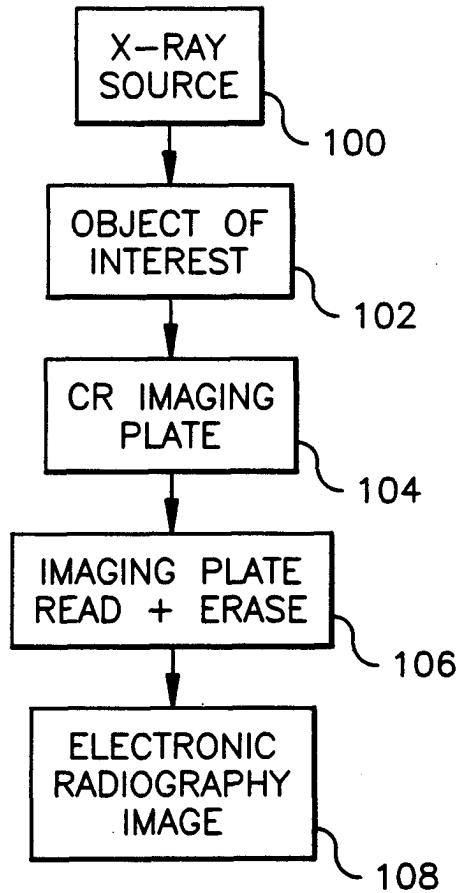 X-RAY
SOURCE
100
OBJECT OF
INTEREST
102
CR IMAGING
PLATE
104
IMAGING PLATE
READ + ERASE
106
ELECTRONIC
RADIOGRAPHY
IMAGE
108